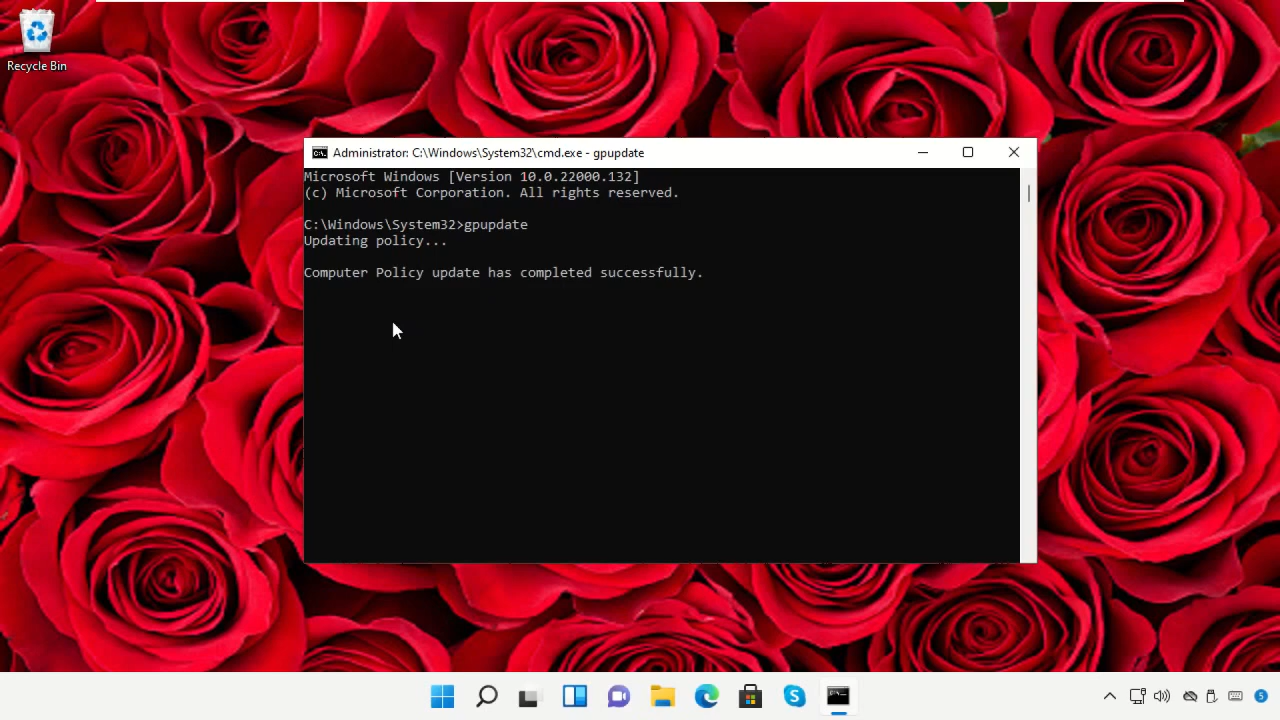 Recycle Bin
Administrator: C:\Windows\System32\cmd.exe - gpupdate
Microsoft Windows [Version 10.0.22000.132]
(c) Microsoft Corporation. All rights reserved.
C:\Windows\System32>gpupdate
Updating policy...
Computer Policy update has completed successfully.
5